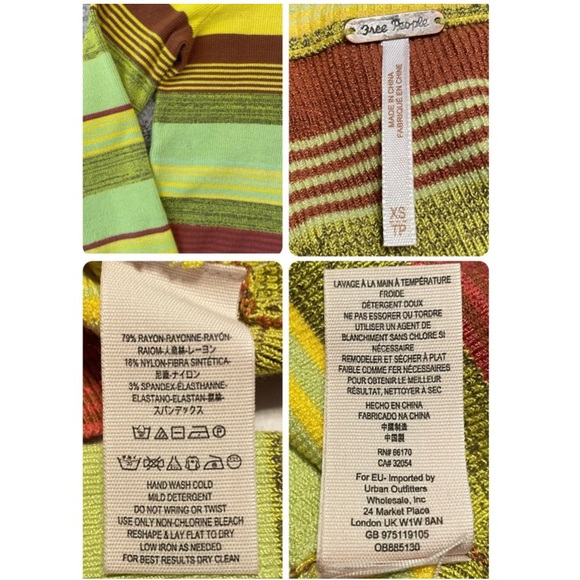 Free People
MADE IN CHINA
FABRIQUÉ EN CHINE
XS
TP
79% RAYON-RAYONNE-RAYÓN-
RAIOM-人造絲-レーヨン
18% NYLON-FIBRA SINTÉTICA-
尼龍-ナイロン
3% SPANDEX-ÉLASTHANNE-
ELASTANO-ELASTAN-
スパンデックス
HAND WASH COLD
MILD DETERGENT
DO NOT WRING OR TWIST
USE ONLY NON-CHLORINE BLEACH
RESHAPE & LAY FLAT TO DRY
LOW IRON AS NEEDED
FOR BEST RESULTS DRY CLEAN
LAVAGE À LA MAIN À TEMPÉRATURE
FROIDE
DÉTERGENT DOUX
NE PAS ESSORER OU TORDRE
UTILISER UN AGENT DE
BLANCHIMENT SANS CHLORE SI
NÉCESSAIRE
REMODELER ET SÉCHER À PLAT
FAIBLE COMME FER NÉCESSAIRES
POUR OBTENIR LE MEILLEUR
RÉSULTAT, NETTOYER À SEC
HECHO EN CHINA
FABRICADO NA CHINA
中國製造
中国製
RN# 66170
CA# 32054
For EU- Imported by
Urban Outfitters
Wholesale, Inc
24 Market Place
London UK W1W 8AN
GB 975119105
OB885130